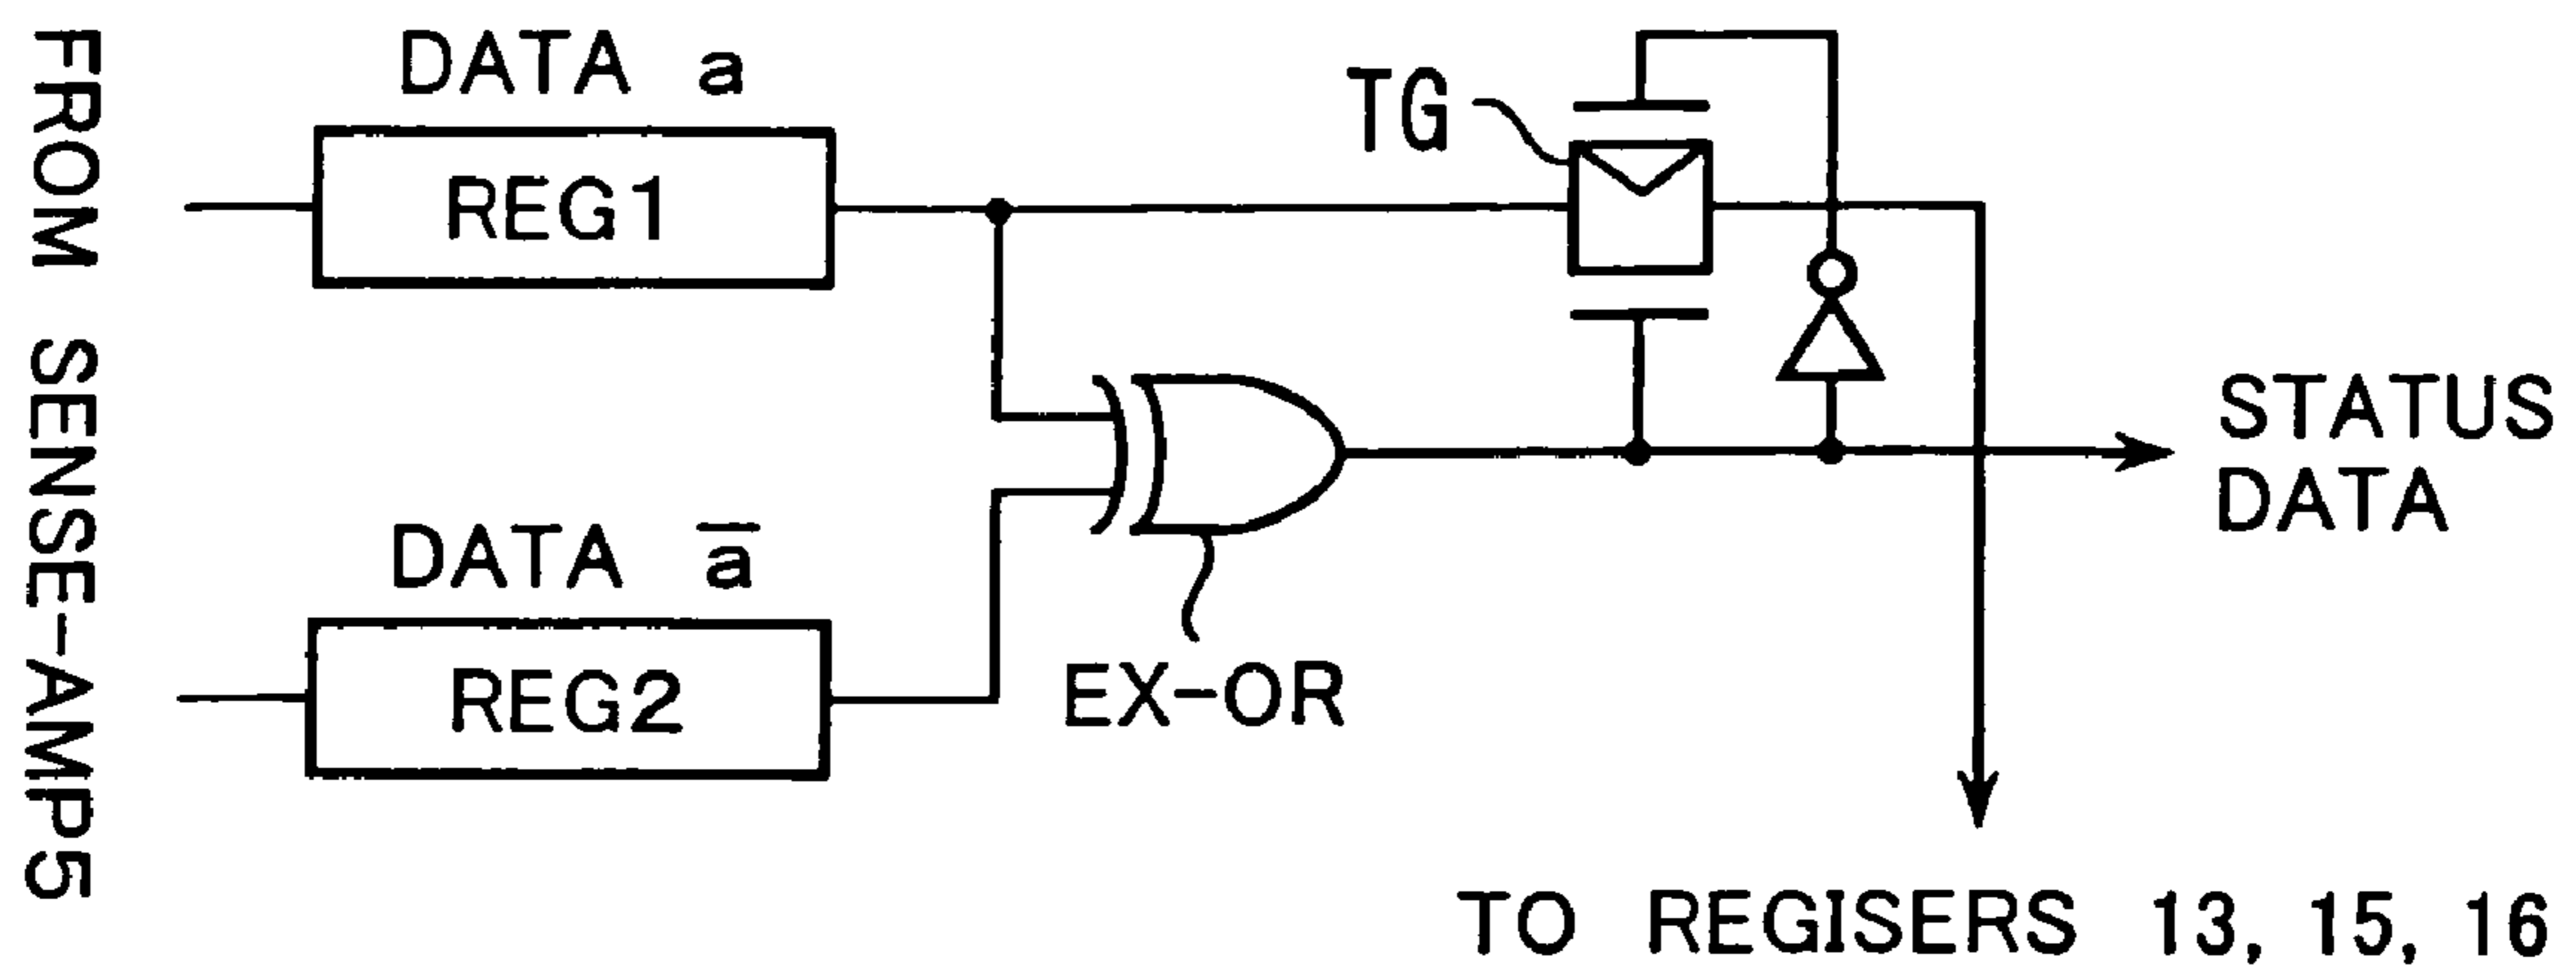 FROM SENSE-AMP5
DATA a
REG1
TG
DATA a̅
REG2
EX-OR
STATUS
DATA
TO REGISERS 13, 15, 16